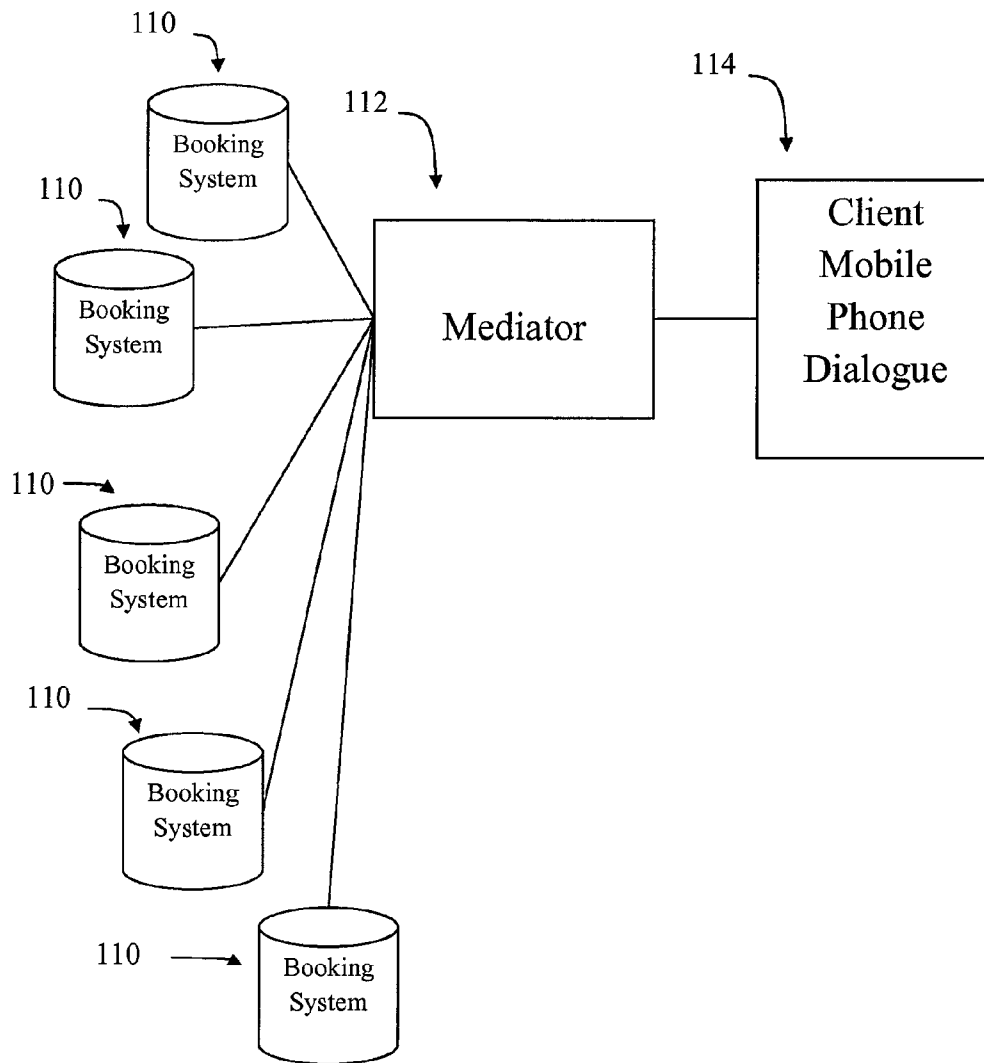 110
Booking
System
114
112
110
Booking
System
Client
Mobile
Phone
Dialogue
Mediator
110
Booking
System
110
Booking
System
110
Booking
System